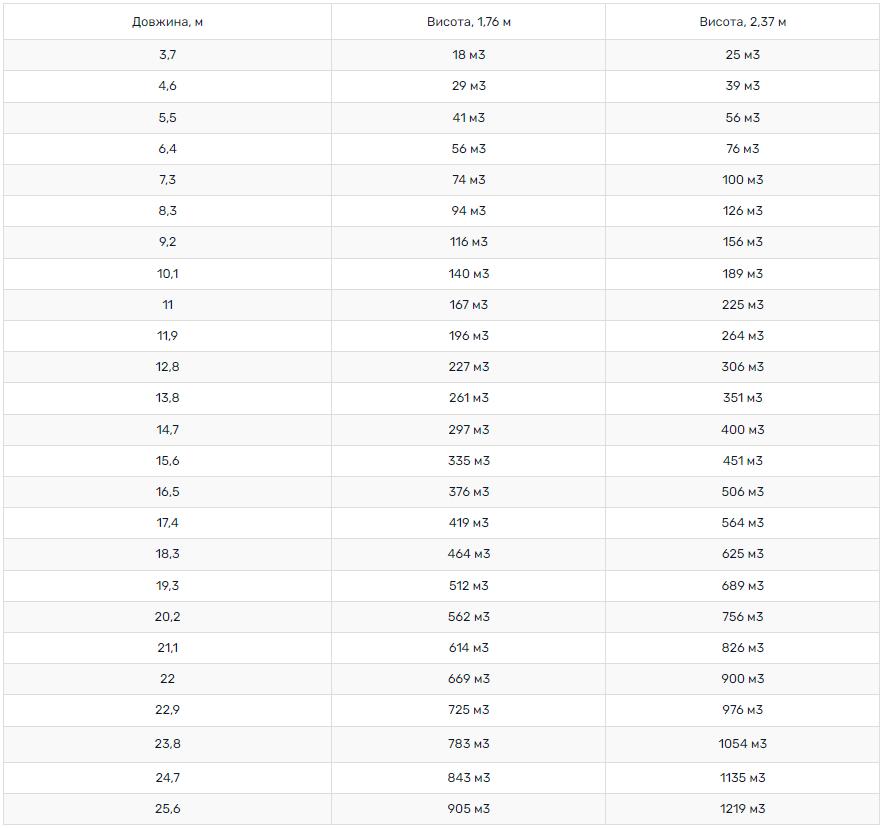 Довжина, м Висота, 1,76 м Висота, 2,37 м
3,7 18 м3 25 м3
4,6 29 м3 39 м3
5,5 41 м3 56 м3
6,4 56 м3 76 м3
7,3 74 м3 100 м3
8,3 94 м3 126 м3
9,2 116 м3 156 м3
10,1 140 м3 189 м3
11 167 м3 225 м3
11,9 196 м3 264 м3
12,8 227 м3 306 м3
13,8 261 м3 351 м3
14,7 297 м3 400 м3
15,6 335 м3 451 м3
16,5 376 м3 506 м3
17,4 419 м3 564 м3
18,3 464 м3 625 м3
19,3 512 м3 689 м3
20,2 562 м3 756 м3
21,1 614 м3 826 м3
22 669 м3 900 м3
22,9 725 м3 976 м3
23,8 783 м3 1054 м3
24,7 843 м3 1135 м3
25,6 905 м3 1219 м3